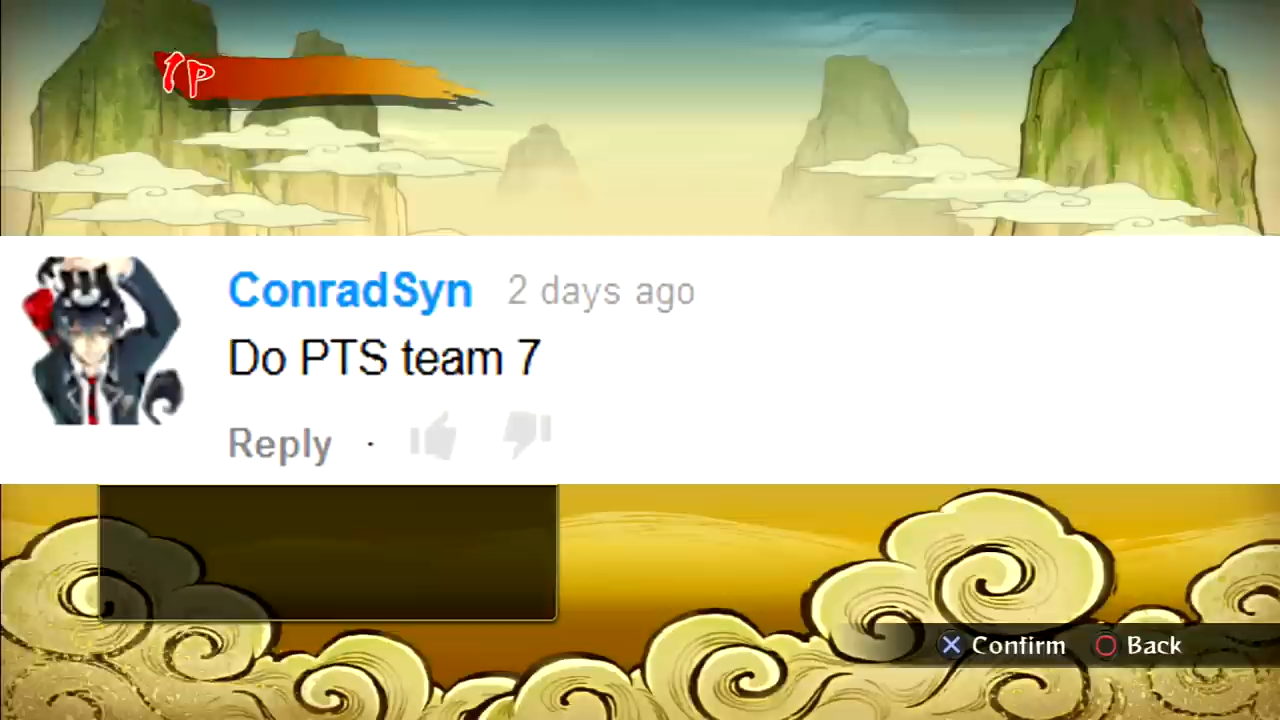 1P
ConradSyn 2 days ago
Do PTS team 7
Reply ·
Confirm Back